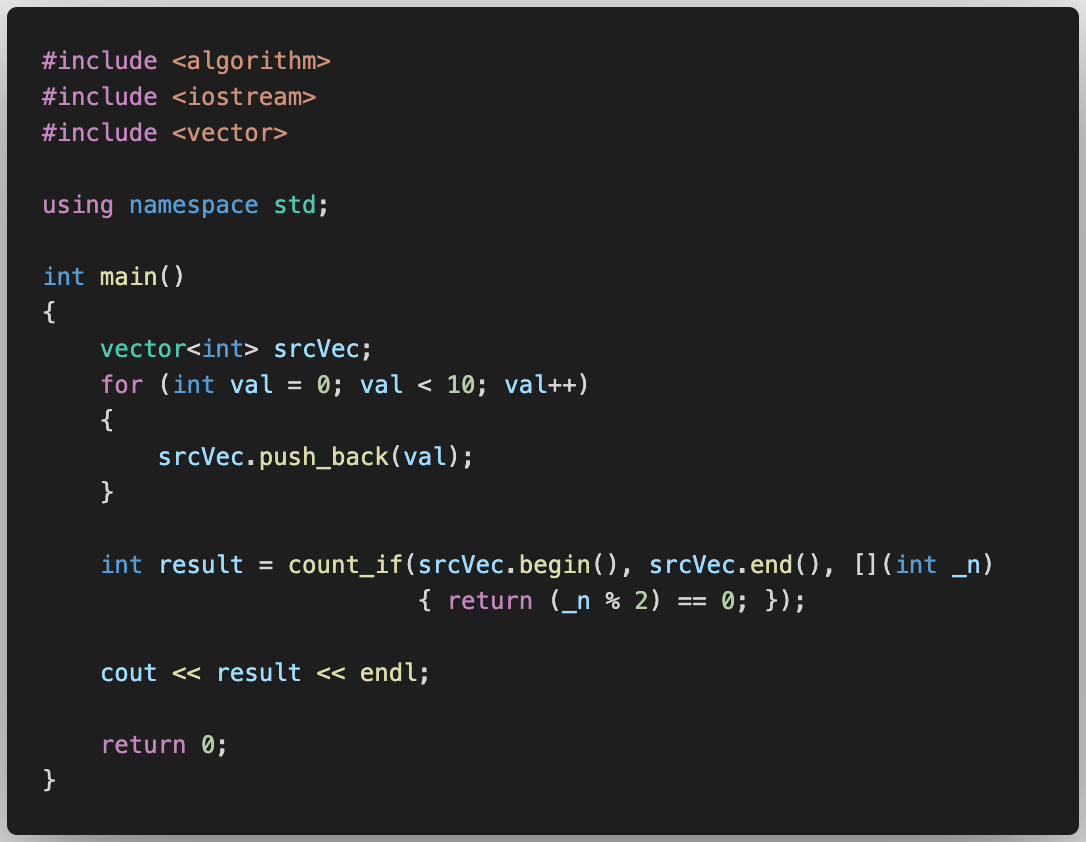 #include <algorithm>
#include <iostream>
#include <vector>

using namespace std;

int main()
{
    vector<int> srcVec;
    for (int val = 0; val < 10; val++)
    {
        srcVec.push_back(val);
    }

    int result = count_if(srcVec.begin(), srcVec.end(), [](int _n)
                          { return (_n % 2) == 0; });

    cout << result << endl;

    return 0;
}